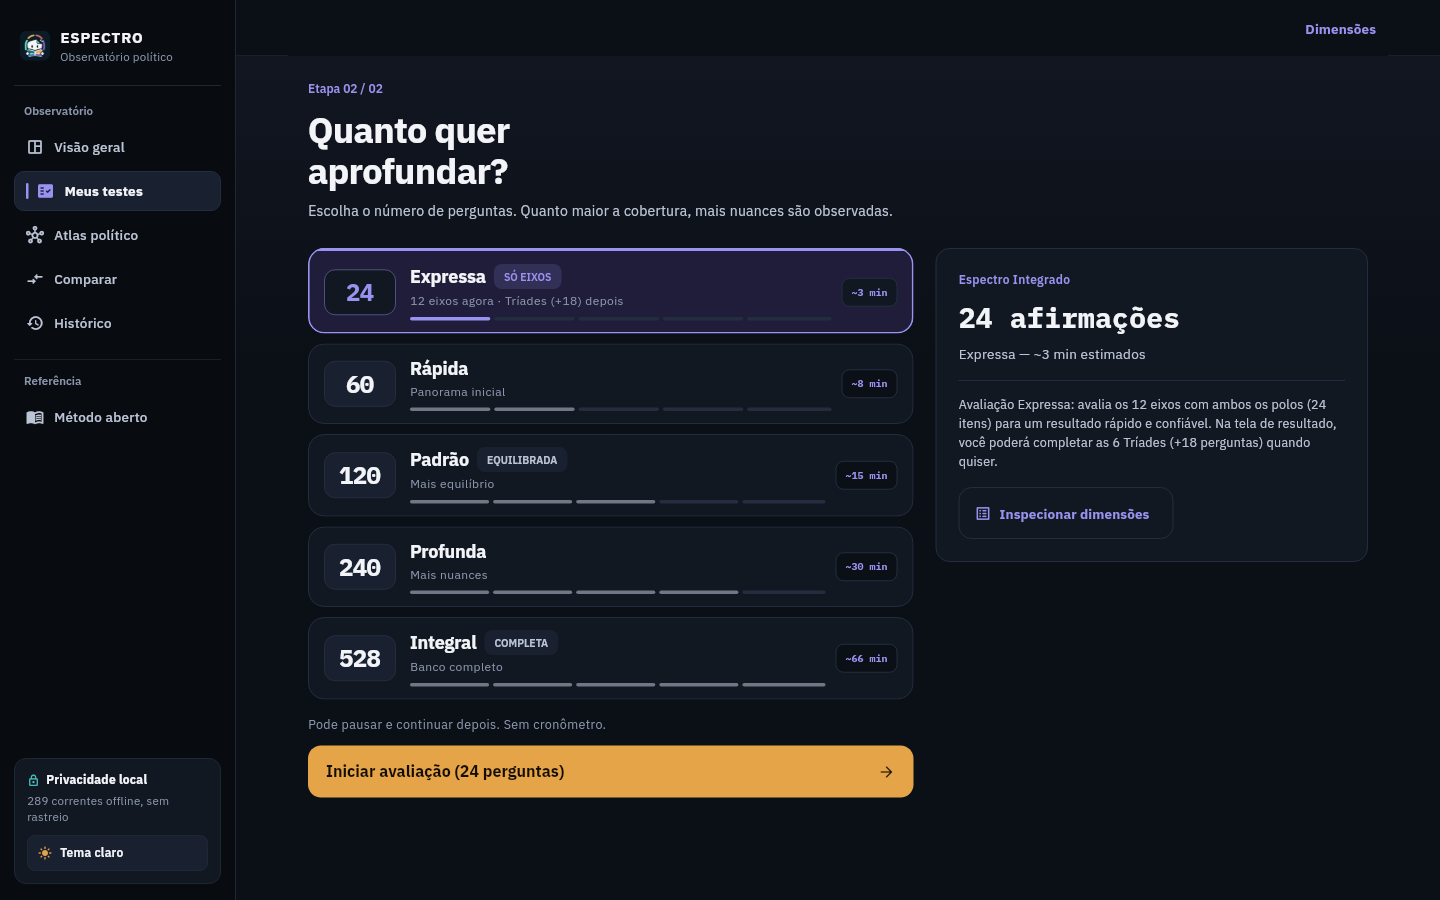 ESPECTRO
Observatório político
Observatório
Visão geral
Meus testes
Atlas político
Comparar
Histórico
Referência
Método aberto
Privacidade local
289 correntes offline, sem
rastreio
Tema claro
Dimensões
Etapa 02 / 02
Quanto quer
aprofundar?
Escolha o número de perguntas. Quanto maior a cobertura, mais nuances são observadas.
24
Expressa
SÓ EIXOS
12 eixos agora · Tríades (+18) depois
~3 min
60
Rápida
Panorama inicial
~8 min
120
Padrão
EQUILIBRADA
Mais equilíbrio
~15 min
240
Profunda
Mais nuances
~30 min
528
Integral
COMPLETA
Banco completo
~66 min
Pode pausar e continuar depois. Sem cronômetro.
Iniciar avaliação (24 perguntas)
Espectro Integrado
24 afirmações
Expressa — ~3 min estimados
Avaliação Expressa: avalia os 12 eixos com ambos os polos (24
itens) para um resultado rápido e confiável. Na tela de resultado,
você poderá completar as 6 Tríades (+18 perguntas) quando
quiser.
Inspecionar dimensões